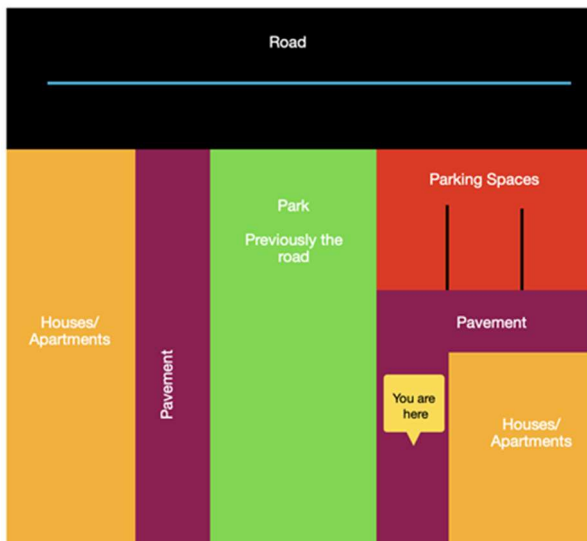 Road
Parking Spaces
Park
Previously the
road
Houses/
Apartments
Pavement
Pavement
You are
here
Houses/
Apartments